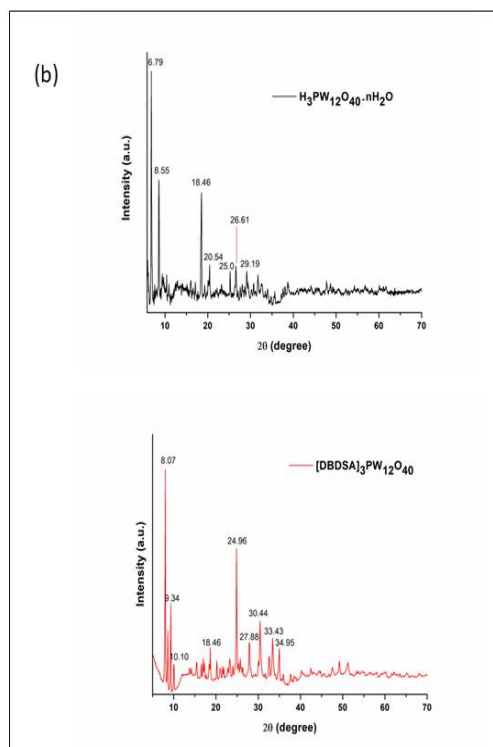 (b)
6.79
H₃PW₁₂O₄₀.nH₂O
8.55
18.46
26.61
20.54
25.0
29.19
Intensity (a.u.)
10 20 30 40 50 60 70
2θ (degree)
8.07
[DBDSA]₃PW₁₂O₄₀
24.96
9.34
30.44
33.43
27.88
18.46
34.95
10.10
Intensity (a.u.)
10 20 30 40 50 60 70
2θ (degree)